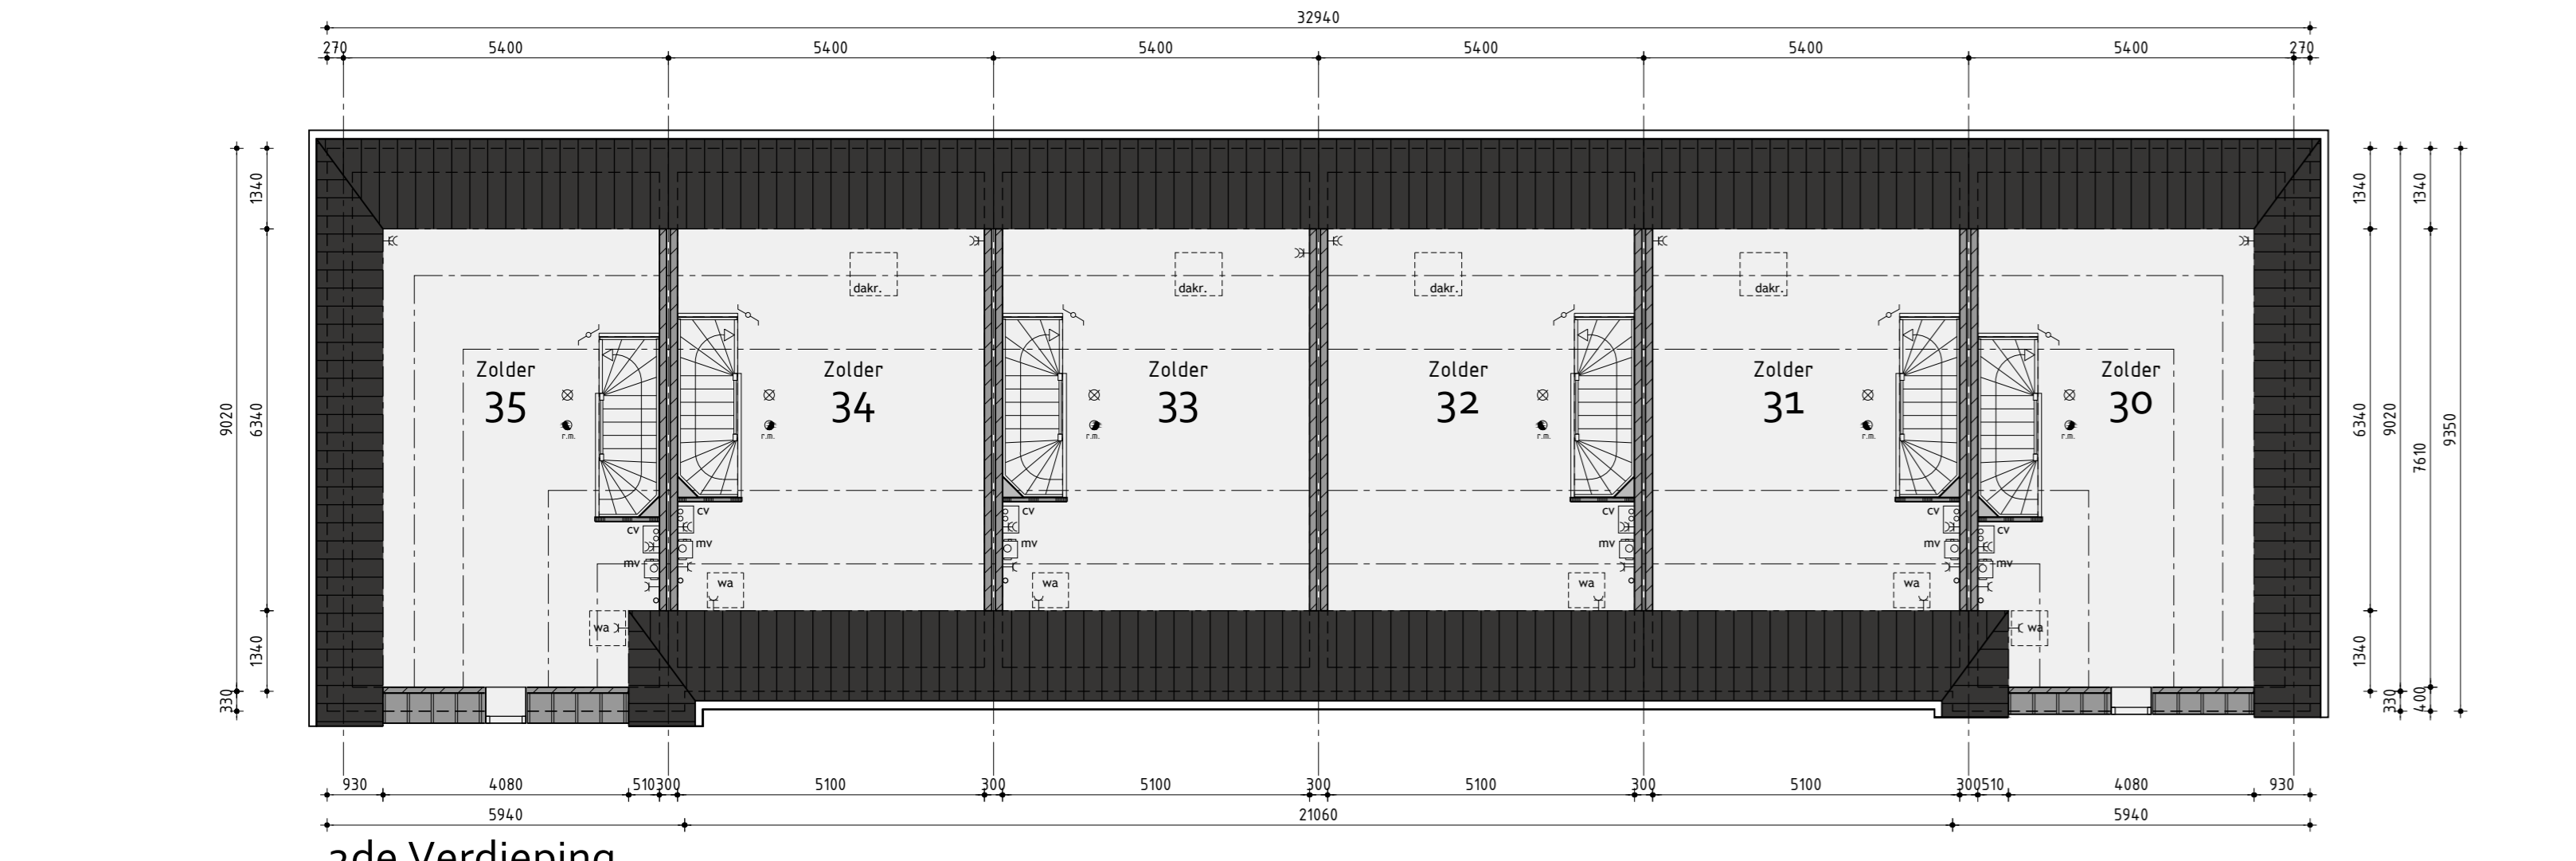 32940
270 5400 5400 5400 5400 5400 5400 270
1340 1340 1340
dakr. dakr. dakr. dakr.
Zolder Zolder Zolder Zolder Zolder Zolder
35 34 33 32 31 30
r.m. r.m. r.m. r.m. r.m. r.m.
9020 6340 6340 9020 7610 9350
cv cv cv cv cv cv
mv mv mv mv mv mv
wa wa wa wa
wa wa
1340 1340
330 330 400
930 4080 510 300 5100 300 5100 300 5100 300 5100 300 510 4080 930
5940 21060 5940
2de Verdieping